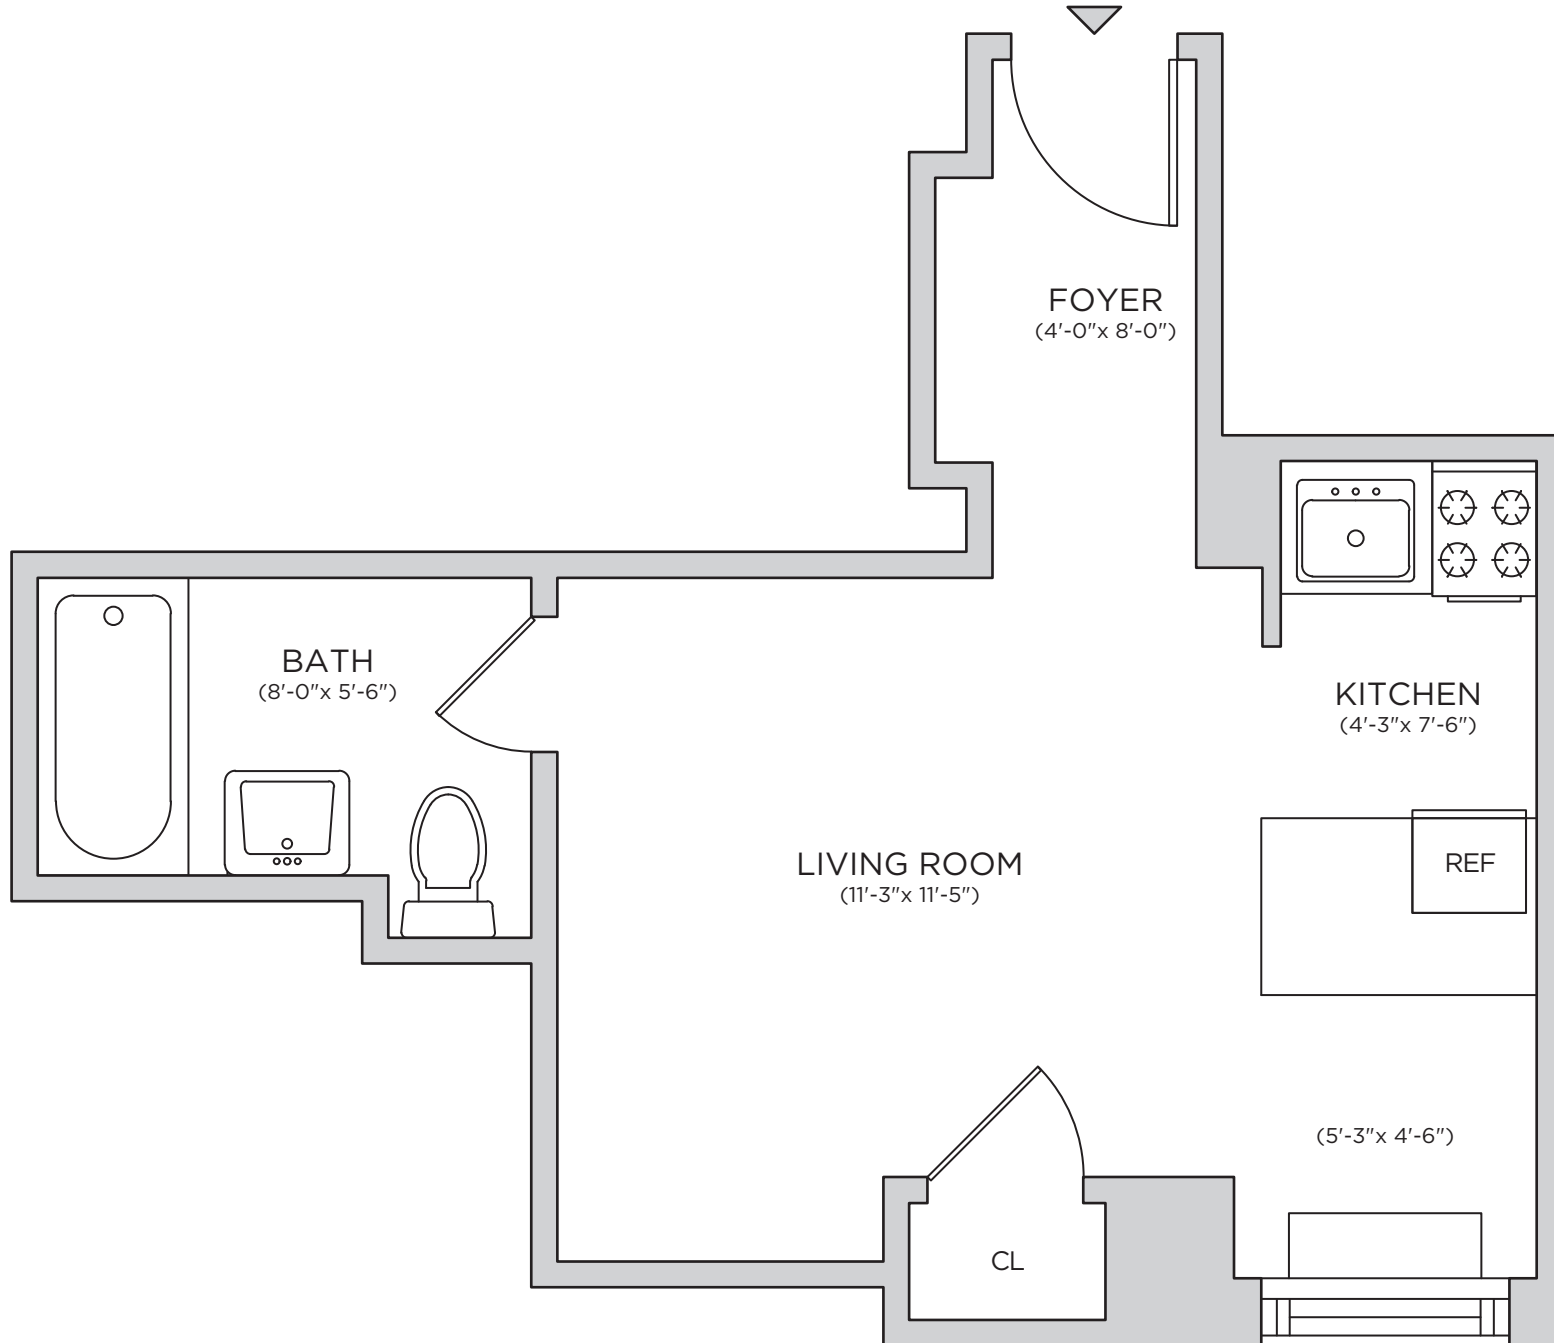 FOYER
(4'-0"x 8'-0")
BATH
(8'-0"x 5'-6")
KITCHEN
(4'-3"x 7'-6")
LIVING ROOM
(11'-3"x 11'-5")
REF
(5'-3"x 4'-6")
CL